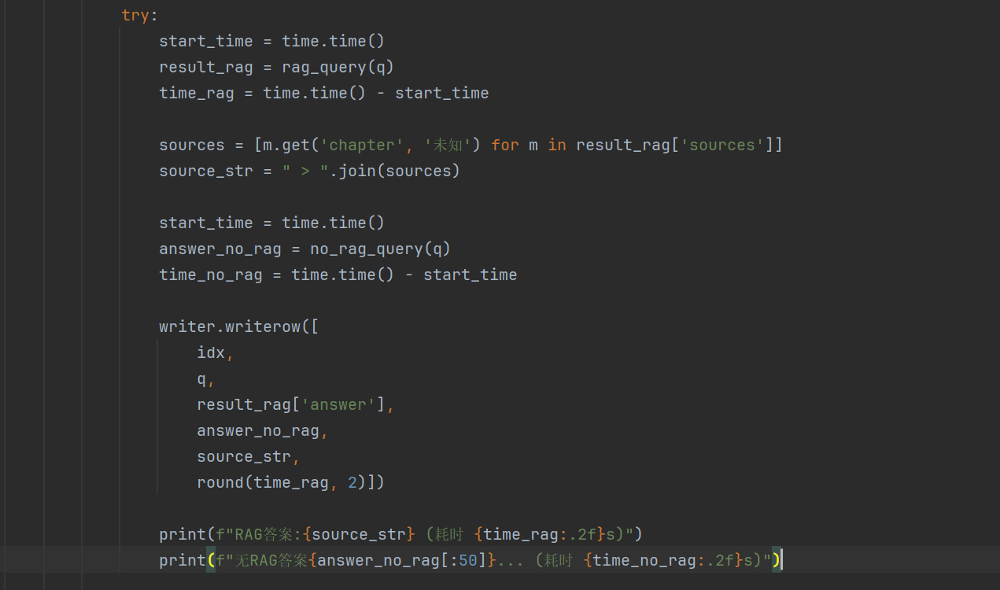 try:
start_time = time.time()
result_rag = rag_query(q)
time_rag = time.time() - start_time
sources = [m.get('chapter', '未知') for m in result_rag['sources']]
source_str = " > ".join(sources)
start_time = time.time()
answer_no_rag = no_rag_query(q)
time_no_rag = time.time() - start_time
writer.writerow([
idx,
q,
result_rag['answer'],
answer_no_rag,
source_str,
round(time_rag, 2)])
print(f"RAG答案:{source_str} (耗时 {time_rag:.2f}s)")
print(f"无RAG答案{answer_no_rag[:50]}... (耗时 {time_no_rag:.2f}s)")